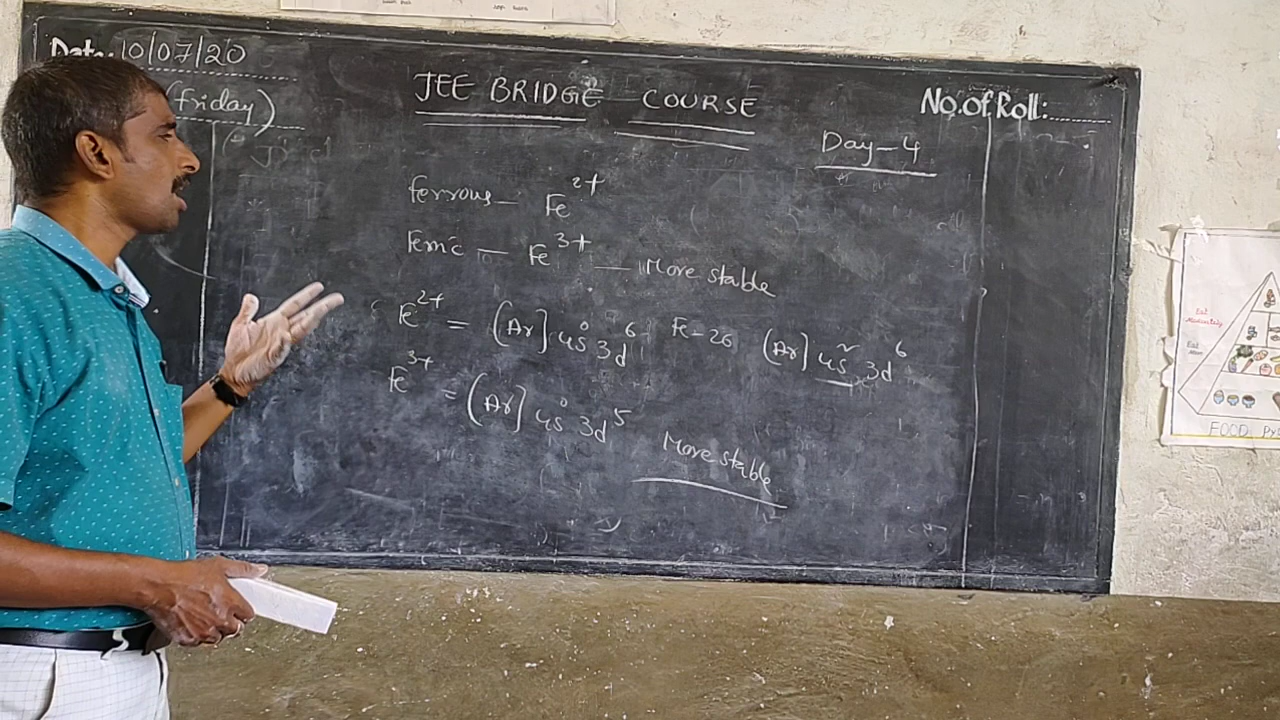 Date: 10/07/20
(friday)
JEE BRIDGE COURSE
No.of Roll:
Day-4
ferrous - Fe²⁺
Ferric - Fe³⁺ - More stable
Fe²⁺ = [Ar] 4s⁰ 3d⁶ Fe-26 [Ar] 4s² 3d⁶
Fe³⁺ = [Ar] 4s⁰ 3d⁵
More stable
FOOD